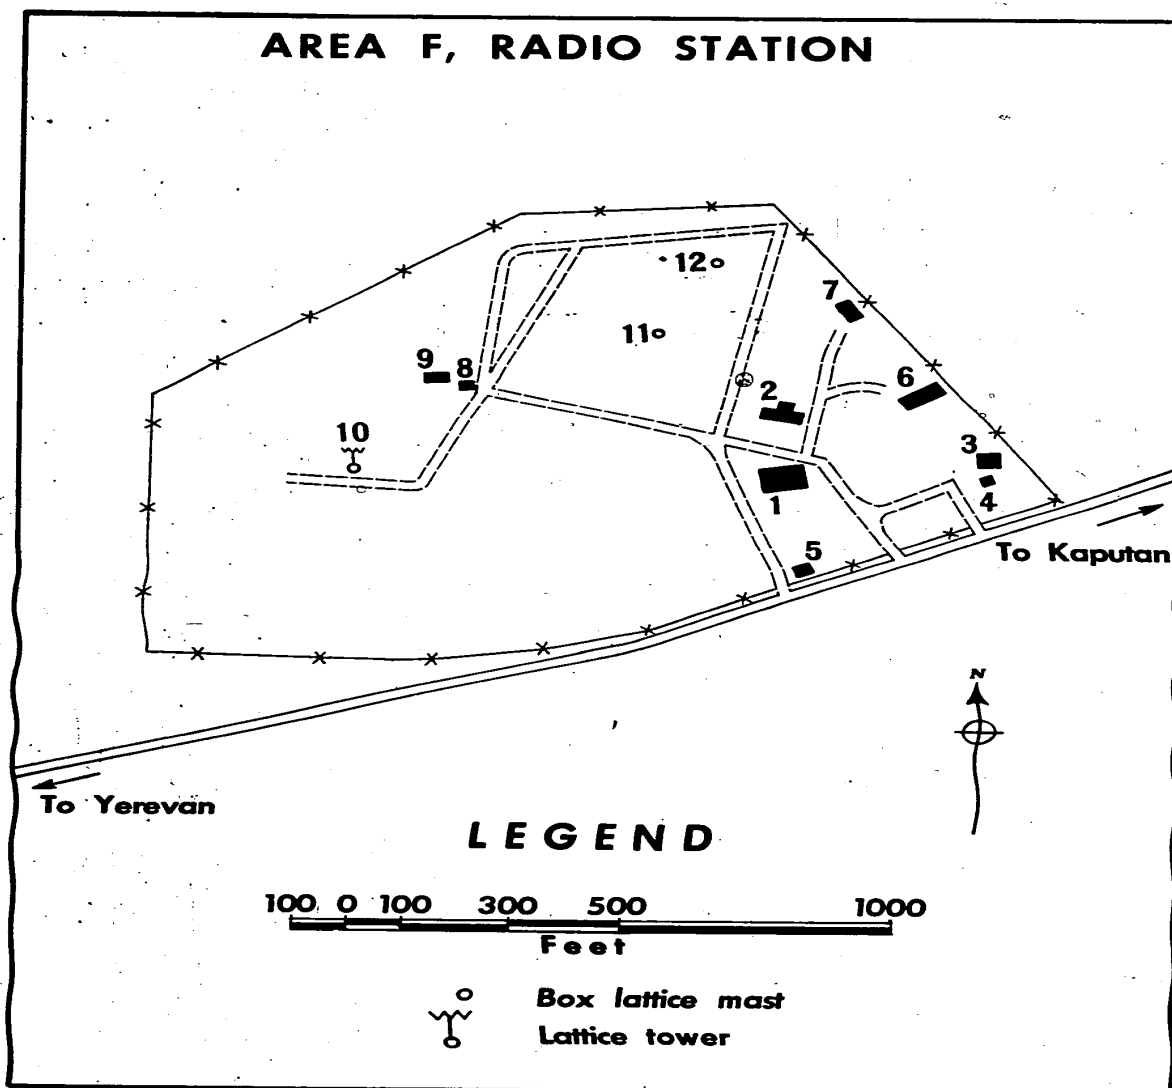 AREA F, RADIO STATION
12
7
11
9
8
2
6
10
3
1
4
5
To Kaputan
N
To Yerevan
LEGEND
100 0 100 300 500 1000
Feet
Box lattice mast
Lattice tower